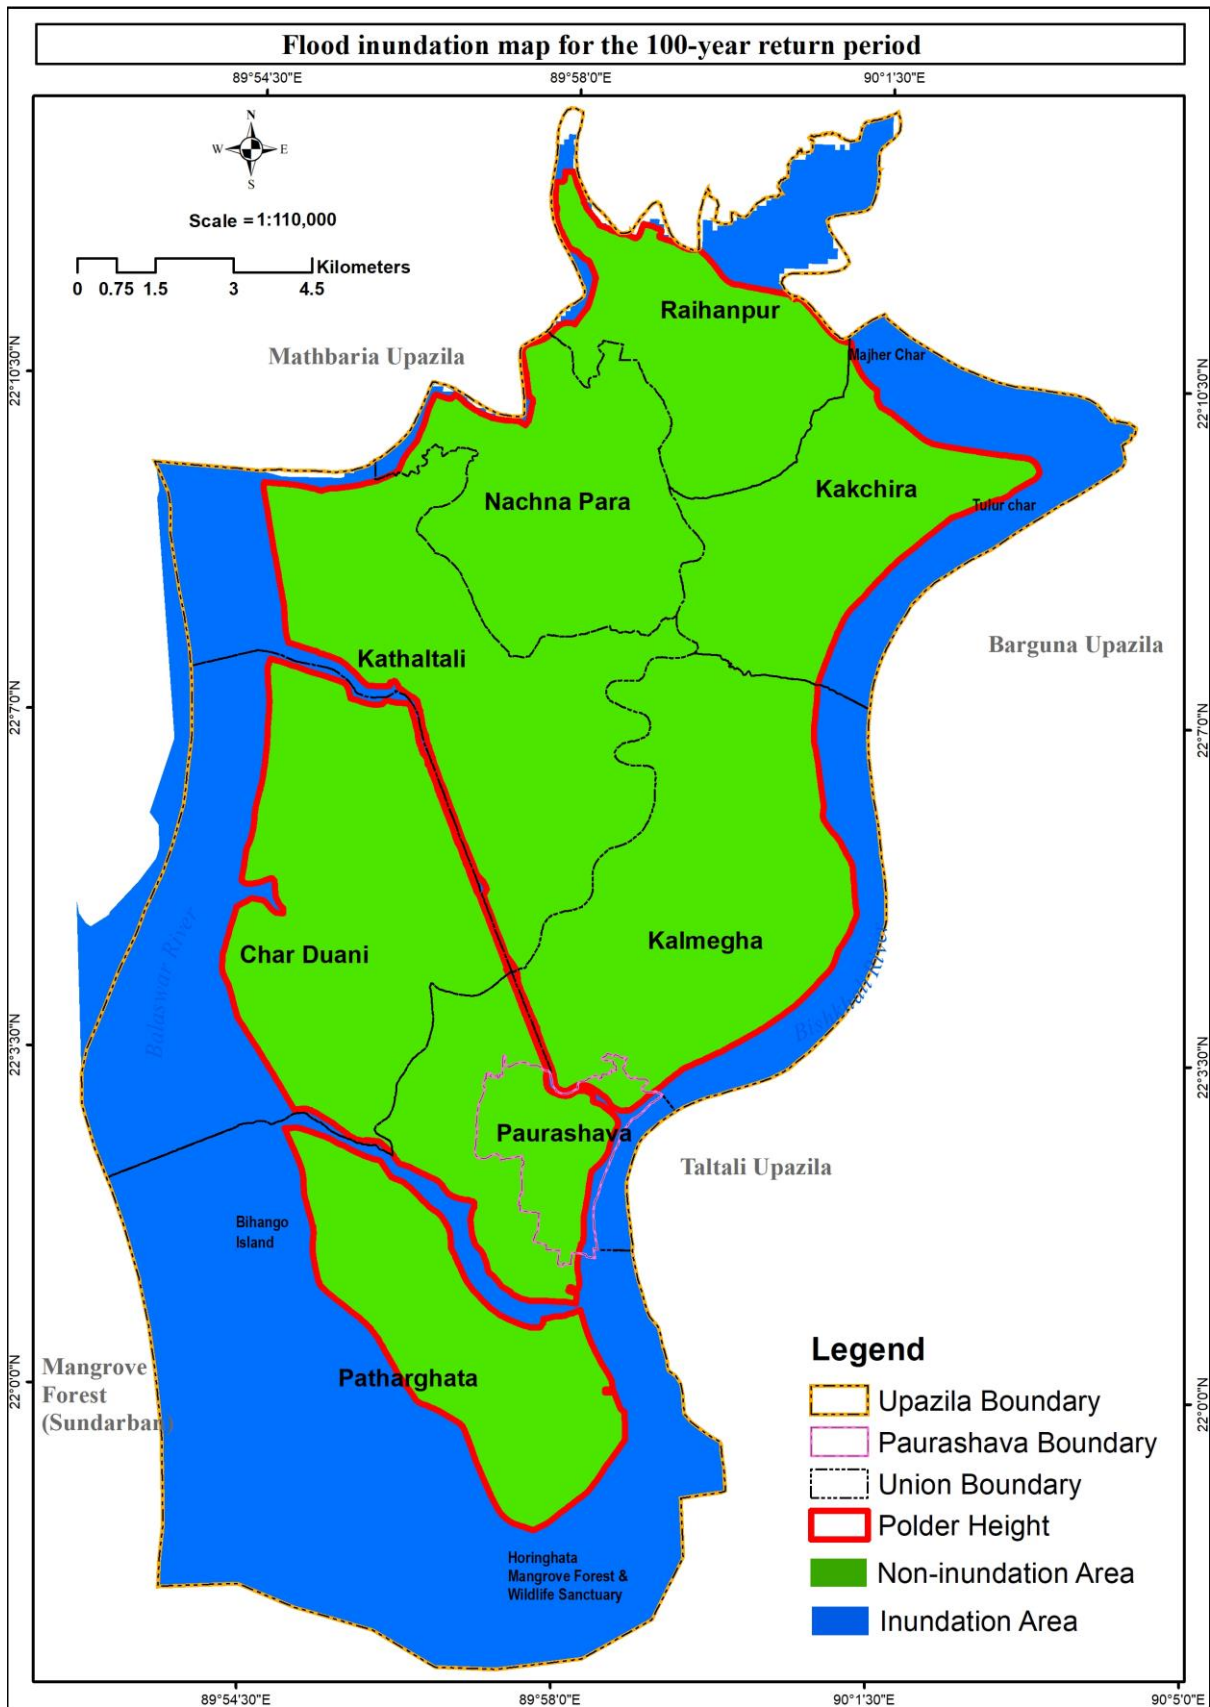 Flood inundation map for the 100-year return period
89°54'30"E
89°58'0"E
90°1'30"E
N
W
E
S
Scale = 1:110,000
Kilometers
0 0.75 1.5 3 4.5
Raihanpur
Mathbaria Upazila
Majher Char
22°10'30"N
22°10'30"N
Nachna Para
Kakchira
Tulur char
Barguna Upazila
Kathaltali
22°7'0"N
22°7'0"N
Char Duani
Kalmegha
Balaswar River
Bishkhali River
22°3'30"N
22°3'30"N
Paurashava
Taltali Upazila
Bihango
Island
Mangrove
Forest
(Sundarban)
Patharghata
22°0'0"N
22°0'0"N
Horinghata
Mangrove Forest &
Wildlife Sanctuary
Legend
Upazila Boundary
Paurashava Boundary
Union Boundary
Polder Height
Non-inundation Area
Inundation Area
89°54'30"E
89°58'0"E
90°1'30"E
90°5'0"E